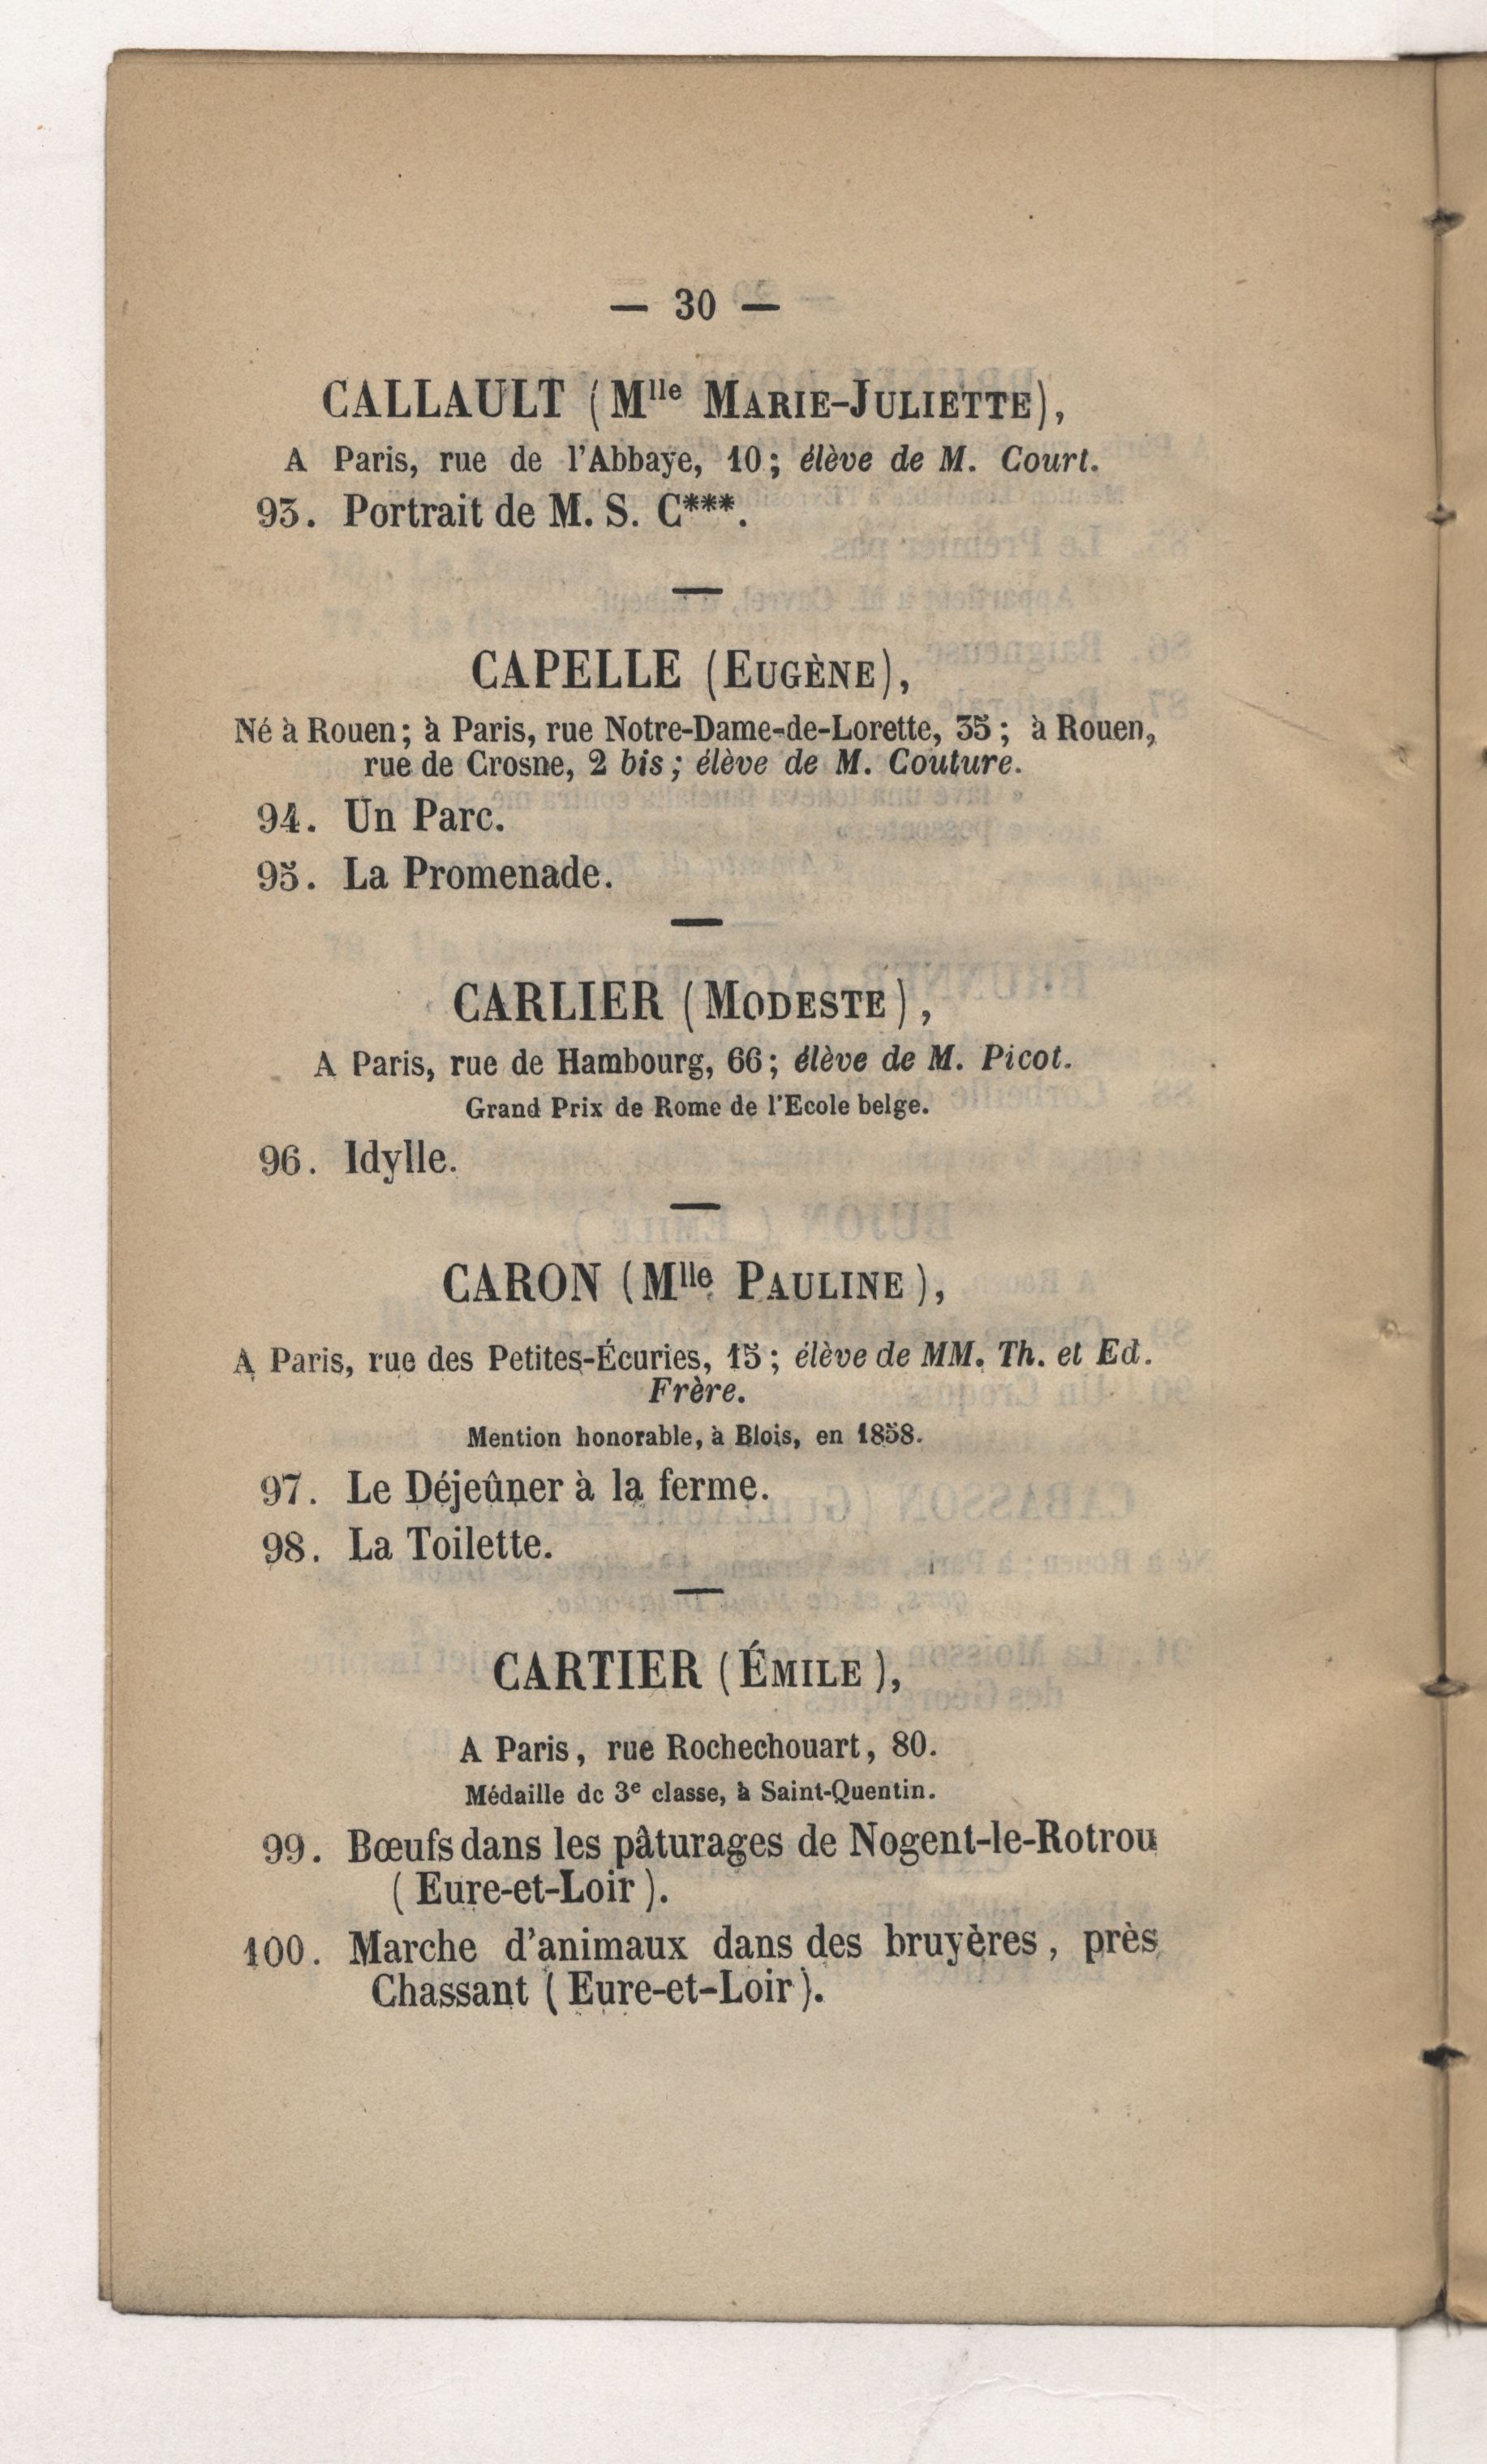 — 30 —
CALLAULT (Mlle MARIE-JULIETTE),
A Paris, rue de l'Abbaye, 10; élève de M. Court.
93. Portrait de M. S. C***.
CAPELLE (EUGÈNE),
Né à Rouen; à Paris, rue Notre-Dame-de-Lorette, 35; à Rouen,
rue de Crosne, 2 bis; élève de M. Couture.
94. Un Parc.
95. La Promenade.
CARLIER (MODESTE),
A Paris, rue de Hambourg, 66; élève de M. Picot.
Grand Prix de Rome de l'Ecole belge.
96. Idylle.
CARON (Mlle PAULINE),
A Paris, rue des Petites-Écuries, 15; élève de MM. Th. et Ed.
Frère.
Mention honorable, à Blois, en 1858.
97. Le Déjeûner à la ferme.
98. La Toilette.
CARTIER (ÉMILE),
A Paris, rue Rochechouart, 80.
Médaille de 3e classe, à Saint-Quentin.
99. Bœufs dans les pâturages de Nogent-le-Rotrou
(Eure-et-Loir).
100. Marche d'animaux dans des bruyères, près
Chassant (Eure-et-Loir).